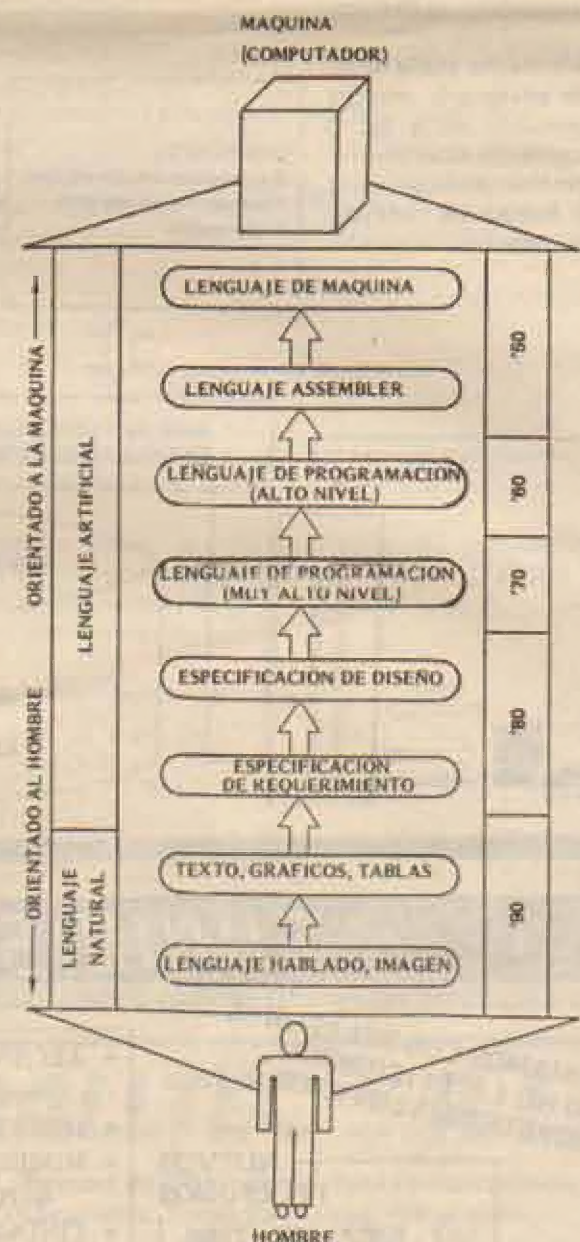 MAQUINA
(COMPUTADOR)
LENGUAJE DE MAQUINA
LENGUAJE ASSEMBLER
LENGUAJE DE PROGRAMACION
(ALTO NIVEL)
LENGUAJE DE PROGRAMACION
(MUY ALTO NIVEL)
ESPECIFICACION DE DISEÑO
ESPECIFICACION
DE REQUERIMIENTO
TEXTO, GRAFICOS, TABLAS
LENGUAJE HABLADO, IMAGEN
ORIENTADO A LA MAQUINA
ORIENTADO AL HOMBRE
LENGUAJE ARTIFICIAL
LENGUAJE
NATURAL
'50
'60
'70
'80
'90
HOMBRE